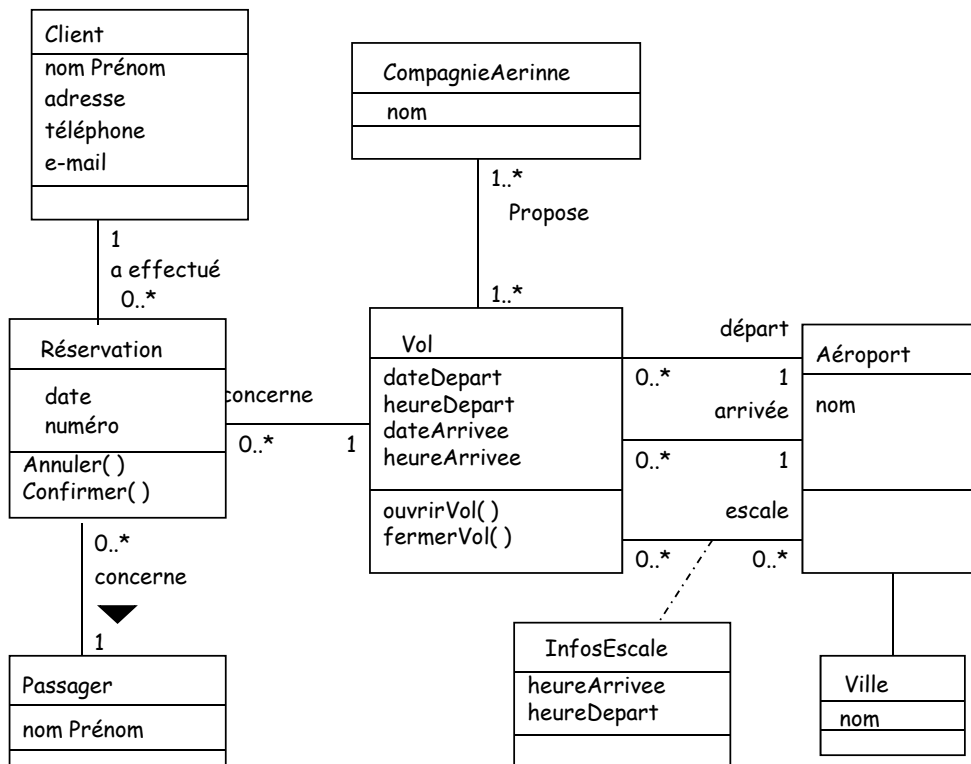 Client
nom Prénom
adresse
téléphone
e-mail
CompagnieAerinne
nom
1..*
Propose
1..*
1
a effectué
0..*
Réservation
date
numéro
Annuler( )
Confirmer( )
concerne
0..*
1
Vol
dateDepart
heureDepart
dateArrivee
heureArrivee
ouvrirVol( )
fermerVol( )
départ
0..*
1
arrivée
0..*
1
escale
0..*
0..*
Aéroport
nom
0..*
concerne
1
Passager
nom Prénom
InfosEscale
heureArrivee
heureDepart
Ville
nom